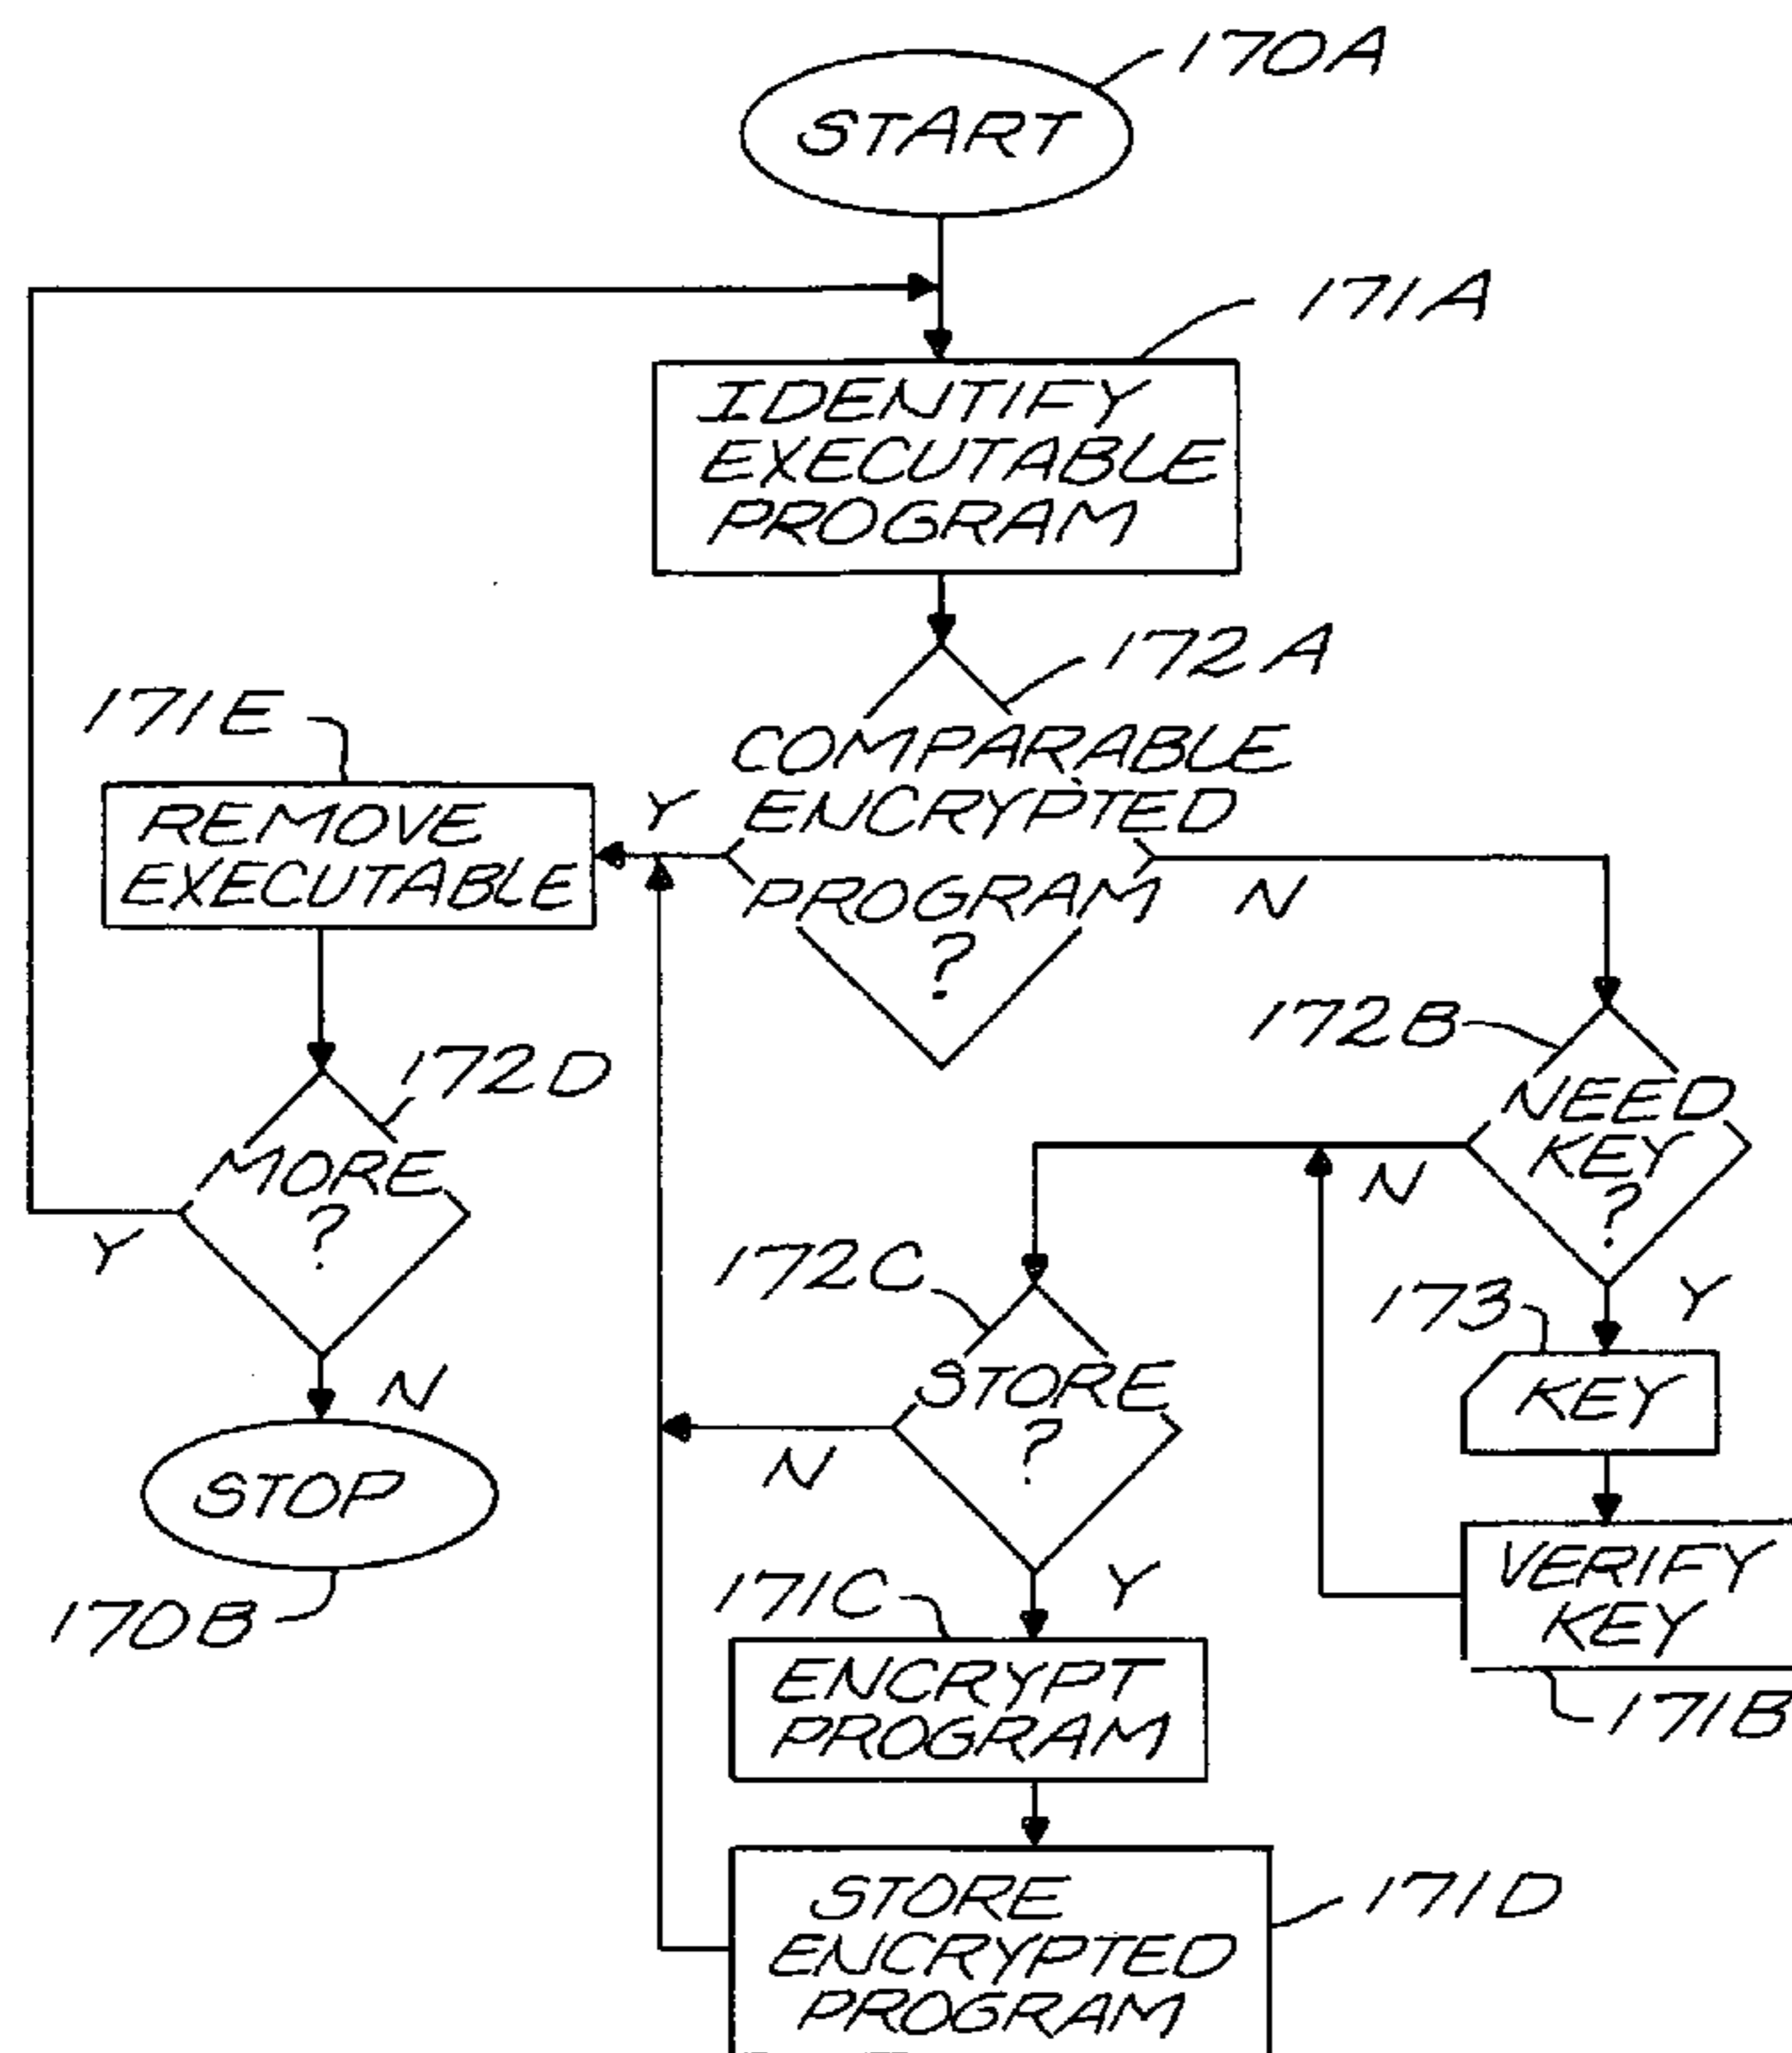 170A
START
171A
IDENTIFY
EXECUTABLE
PROGRAM
172A
COMPARABLE
ENCRYPTED
PROGRAM
?
Y
N
171E
REMOVE
EXECUTABLE
172D
MORE
?
Y
N
STOP
170B
172B
NEED
KEY
?
N
Y
173
KEY
VERIFY
KEY
171B
172C
STORE
?
N
Y
171C
ENCRYPT
PROGRAM
STORE
ENCRYPTED
PROGRAM
171D